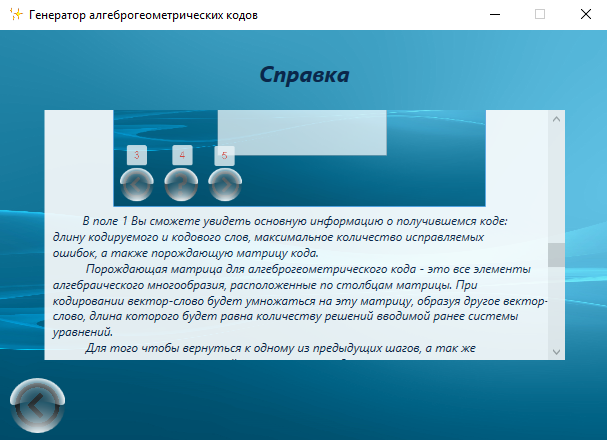 Генератор алгеброгеометрических кодов
Справка
3 4 5
В поле 1 Вы сможете увидеть основную информацию о получившемся коде:
длину кодируемого и кодового слов, максимальное количество исправляемых
ошибок, а также порождающую матрицу кода.
Порождающая матрица для алгеброгеометрического кода - это все элементы
алгебраического многообразия, расположенные по столбцам матрицы. При
кодировании вектор-слово будет умножаться на эту матрицу, образуя другое вектор-
слово, длина которого будет равна количеству решений вводимой ранее системы
уравнений.
Для того чтобы вернуться к одному из предыдущих шагов, а так же